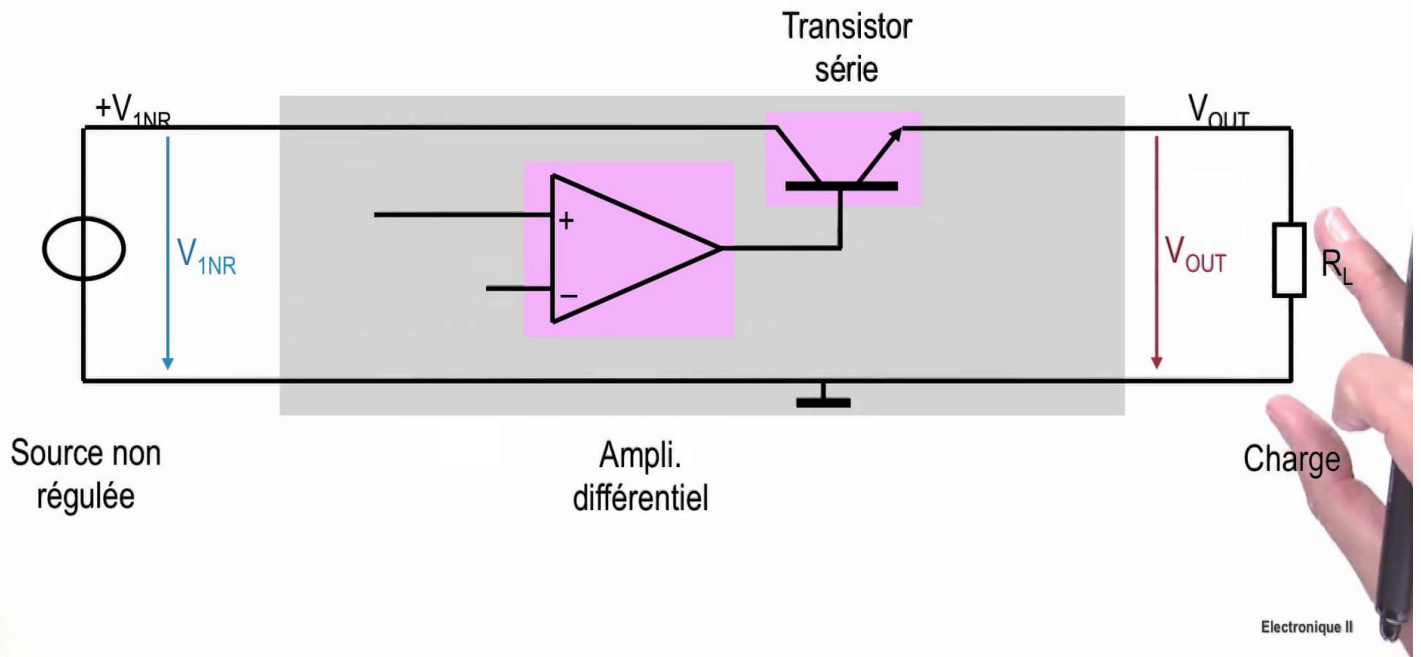 Transistor
série
+V1NR
VOUT
+
–
V1NR
VOUT
RL
Source non
régulée
Ampli.
différentiel
Charge
Electronique II